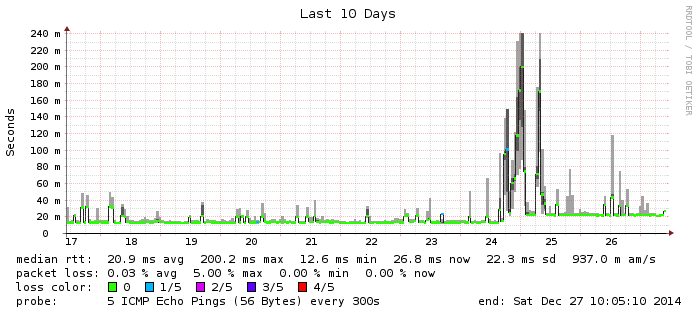 Last 10 Days
RRDTOOL / TOBI OETIKER
Seconds
240 m
220 m
200 m
180 m
160 m
140 m
120 m
100 m
80 m
60 m
40 m
20 m
0
17 18 19 20 21 22 23 24 25 26
median rtt: 20.9 ms avg 200.2 ms max 12.6 ms min 26.8 ms now 22.3 ms sd 937.0 m am/s
packet loss: 0.03 % avg 5.00 % max 0.00 % min 0.00 % now
loss color: 0 1/5 2/5 3/5 4/5
probe: 5 ICMP Echo Pings (56 Bytes) every 300s end: Sat Dec 27 10:05:10 2014